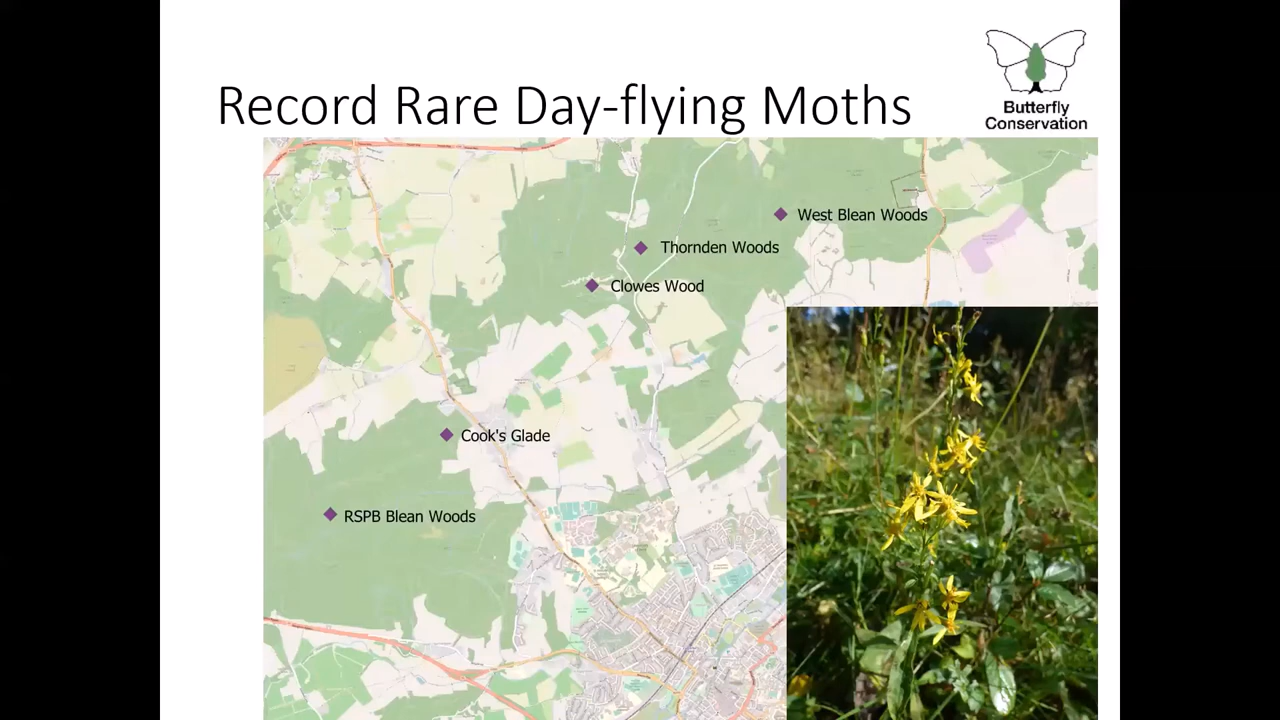 Record Rare Day-flying Moths
Butterfly
Conservation
West Blean Woods
Thornden Woods
Clowes Wood
Cook's Glade
RSPB Blean Woods